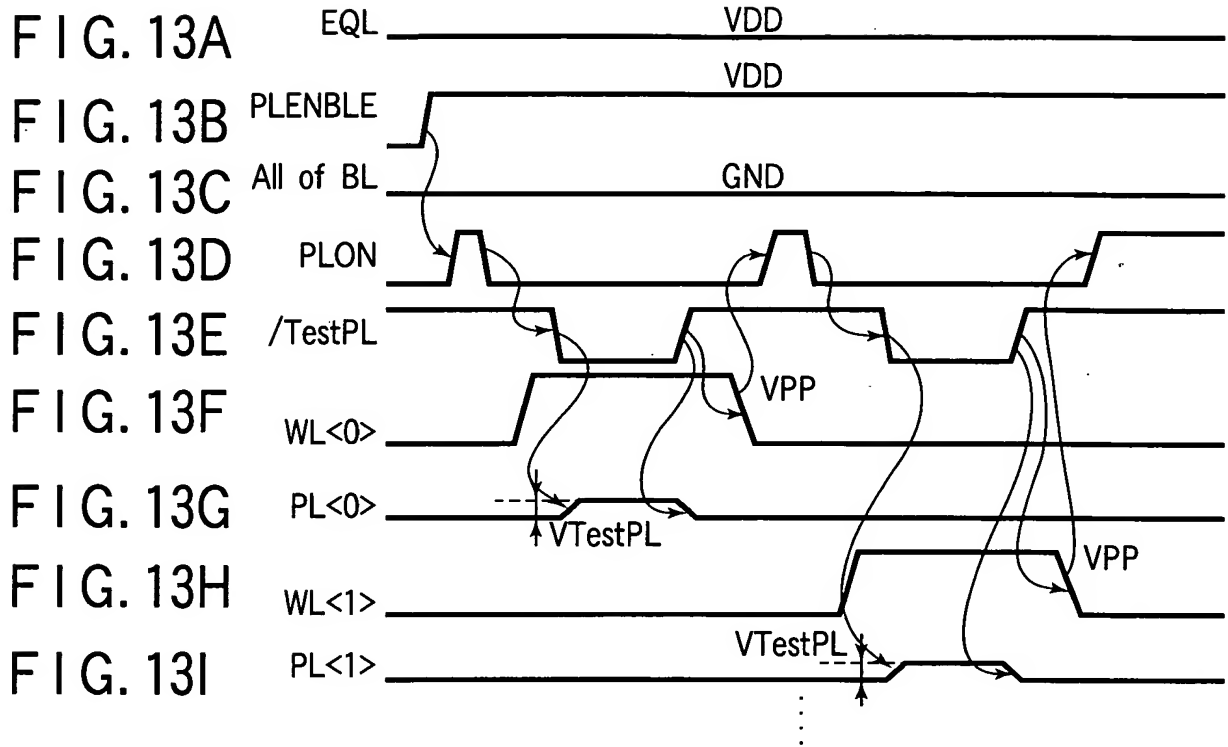 FIG. 13A EQL VDD
FIG. 13B PLENBLE VDD
FIG. 13C All of BL GND
FIG. 13D PLON
FIG. 13E /TestPL
FIG. 13F WL<0> VPP
FIG. 13G PL<0> VTestPL
FIG. 13H WL<1> VPP
FIG. 13I PL<1> VTestPL